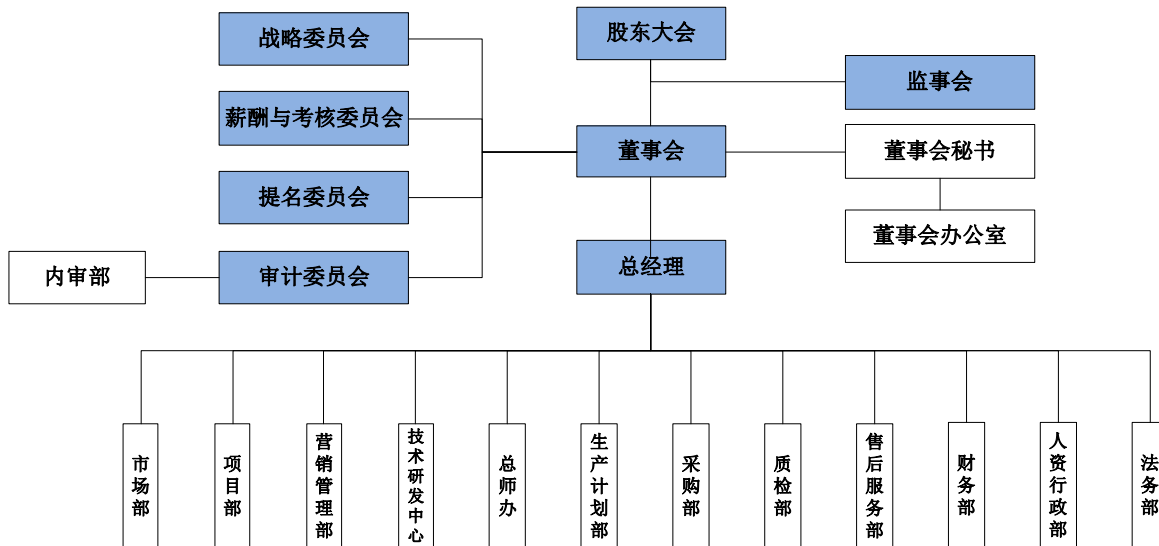 战略委员会
股东大会
监事会
薪酬与考核委员会
董事会
董事会秘书
提名委员会
董事会办公室
内审部
审计委员会
总经理
市场部
项目部
营销管理部
技术研发中心
总师办
生产计划部
采购部
质检部
售后服务部
财务部
人资行政部
法务部